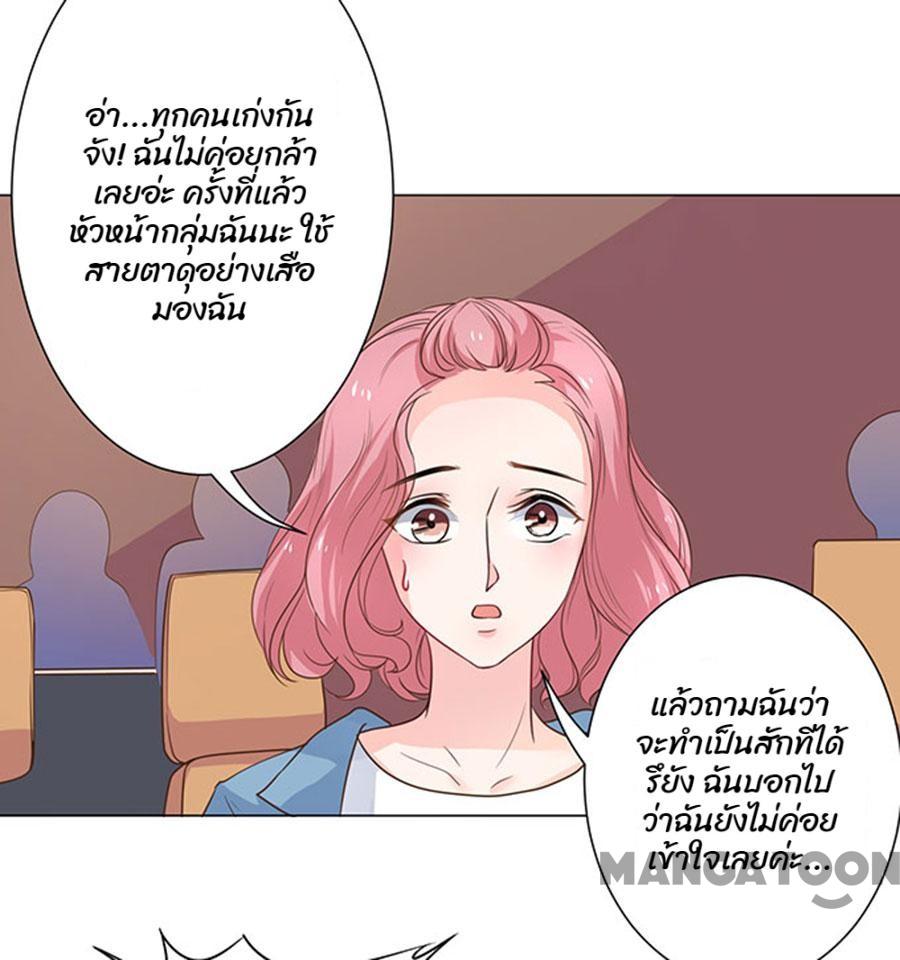 อ่า...ทุกคนเก่งกัน
จัง! ฉันไม่ค่อยกล้า
เลยอ่ะ ครั้งที่แล้ว
หัวหน้ากลุ่มฉันนะ ใช้
สายตาดุอย่างเสือ
มองฉัน
แล้วถามฉันว่า
จะทำเป็นสักทีได้
รึยัง ฉันบอกไป
ว่าฉันยังไม่ค่อย
เข้าใจเลยค่ะ...
MANGATOON